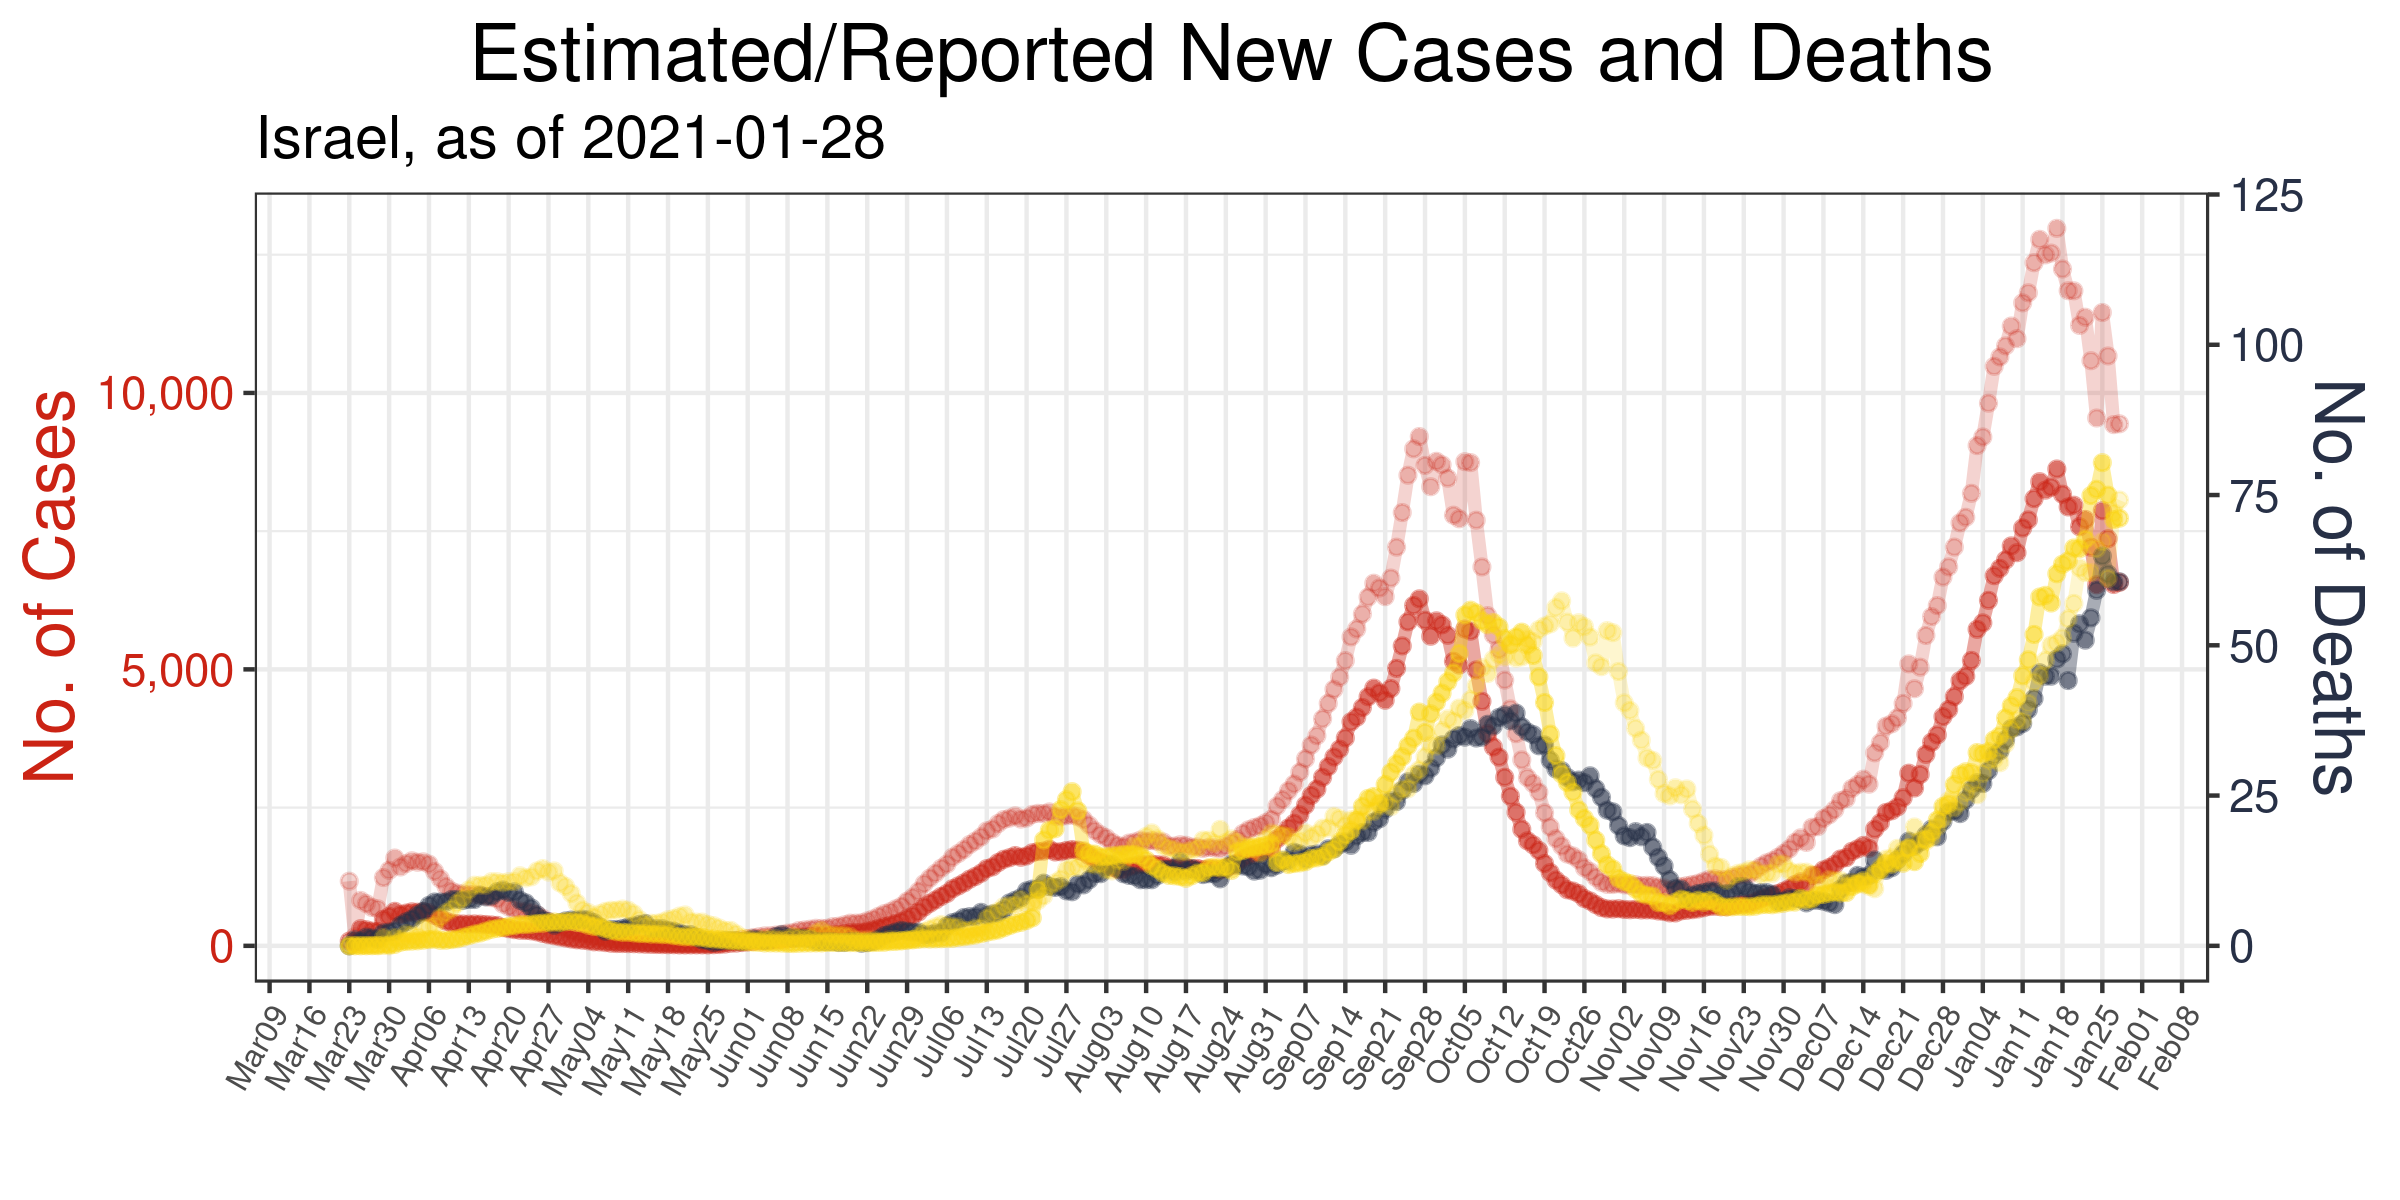 Estimated/Reported New Cases and Deaths
Israel, as of 2021-01-28
No. of Cases
10,000
5,000
0
125
100
75
50
25
0
No. of Deaths
Mar09 Mar16 Mar23 Mar30 Apr06 Apr13 Apr20 Apr27 May04 May11 May18 May25 Jun01 Jun08 Jun15 Jun22 Jun29 Jul06 Jul13 Jul20 Jul27 Aug03 Aug10 Aug17 Aug24 Aug31 Sep07 Sep14 Sep21 Sep28 Oct05 Oct12 Oct19 Oct26 Nov02 Nov09 Nov16 Nov23 Nov30 Dec07 Dec14 Dec21 Dec28 Jan04 Jan11 Jan18 Jan25 Feb01 Feb08